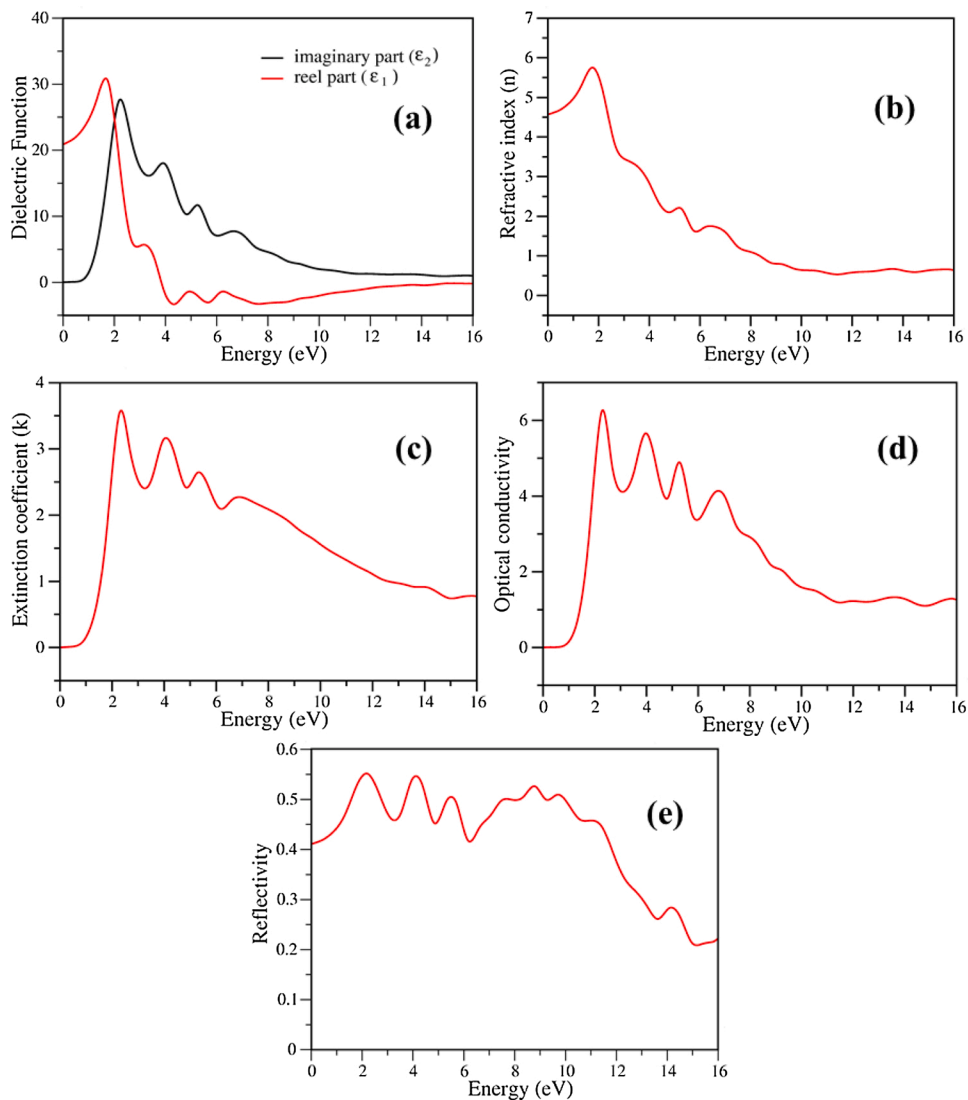 40
30
20
10
0
Dielectric Function
imaginary part (ε2)
reel part (ε1)
(a)
0 2 4 6 8 10 12 14 16
Energy (eV)
7
6
5
4
3
2
1
0
Refractive index (n)
(b)
0 2 4 6 8 10 12 14 16
Energy (eV)
4
3
2
1
0
Extinction coefficient (k)
(c)
0 2 4 6 8 10 12 14 16
Energy (eV)
6
4
2
0
Optical conductivity
(d)
0 2 4 6 8 10 12 14 16
Energy (eV)
0.6
0.5
0.4
0.3
0.2
0.1
0
Reflectivity
(e)
0 2 4 6 8 10 12 14 16
Energy (eV)